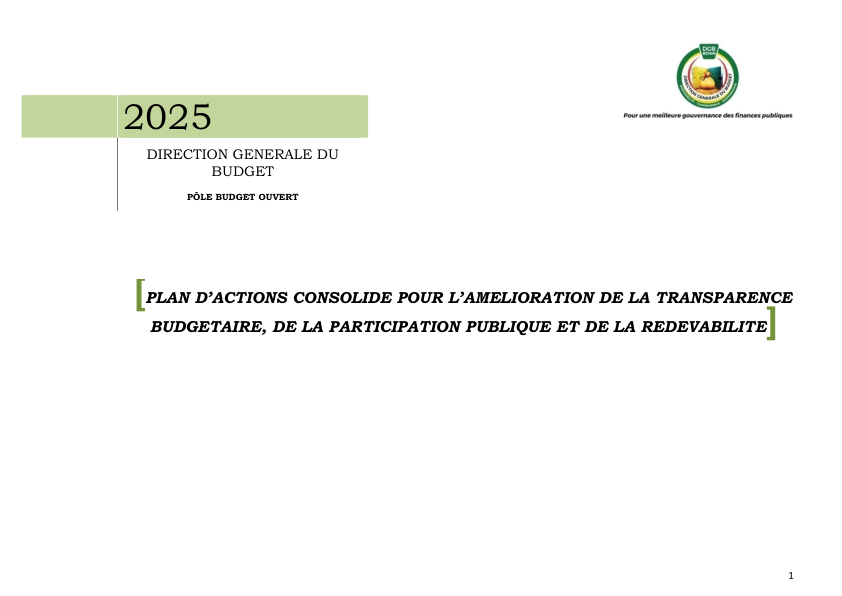 DGB
BENIN
DIRECTION GENERALE DU BUDGET
Pour une meilleure gouvernance des finances publiques
2025
DIRECTION GENERALE DU
BUDGET
PÔLE BUDGET OUVERT
[PLAN D’ACTIONS CONSOLIDE POUR L’AMELIORATION DE LA TRANSPARENCE
BUDGETAIRE, DE LA PARTICIPATION PUBLIQUE ET DE LA REDEVABILITE]
1